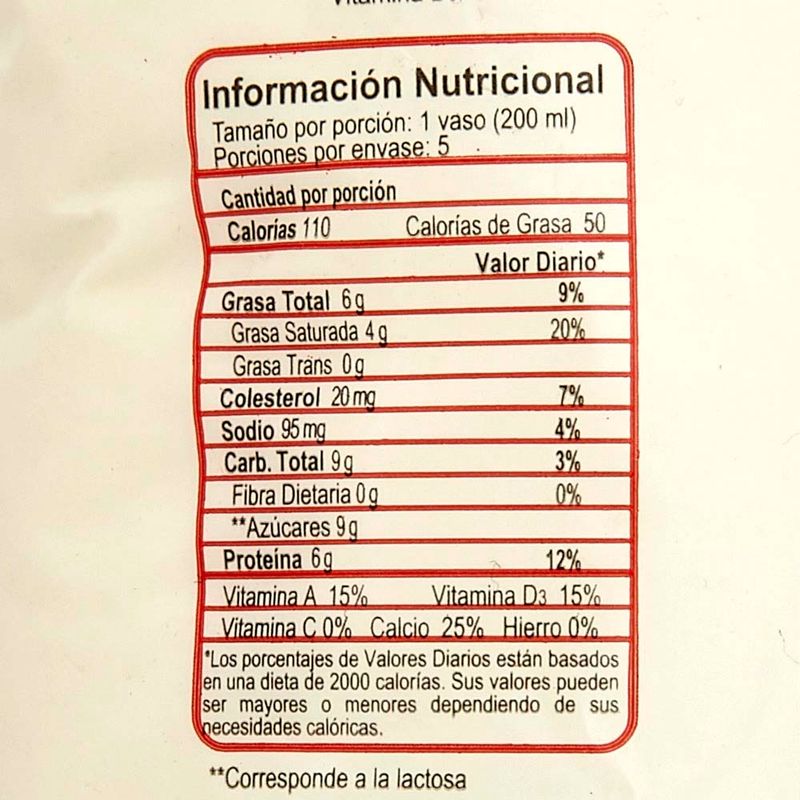 Información Nutricional
Tamaño por porción: 1 vaso (200 ml)
Porciones por envase: 5
Cantidad por porción
Calorías 110 Calorías de Grasa 50
Valor Diario*
Grasa Total 6g 9%
Grasa Saturada 4g 20%
Grasa Trans 0g
Colesterol 20mg 7%
Sodio 95mg 4%
Carb. Total 9g 3%
Fibra Dietaria 0g 0%
**Azúcares 9g
Proteína 6g 12%
Vitamina A 15% Vitamina D3 15%
Vitamina C 0% Calcio 25% Hierro 0%
*Los porcentajes de Valores Diarios están basados
en una dieta de 2000 calorías. Sus valores pueden
ser mayores o menores dependiendo de sus
necesidades calóricas.
**Corresponde a la lactosa